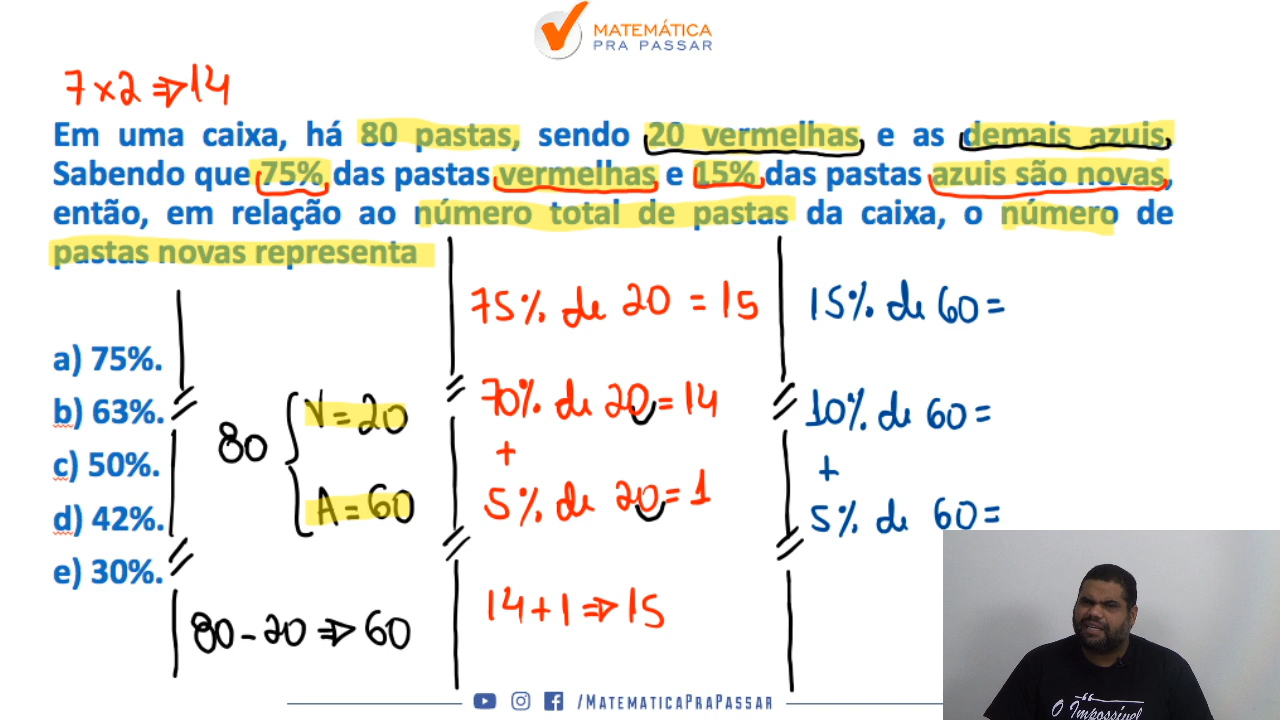 MATEMÁTICA
PRA PASSAR
7 x 2 ⇒ 14
Em uma caixa, há 80 pastas, sendo 20 vermelhas e as demais azuis.
Sabendo que 75% das pastas vermelhas e 15% das pastas azuis são novas,
então, em relação ao número total de pastas da caixa, o número de
pastas novas representa
a) 75%.
b) 63%.
c) 50%.
d) 42%.
e) 30%.
80
V = 20
A = 60
80 - 20 ⇒ 60
75% de 20 = 15
70% de 20 = 14
+
5% de 20 = 1
14 + 1 ⇒ 15
15% de 60 =
10% de 60 =
+
5% de 60 =
/MATEMATICAPRAPASSAR
O Impossível